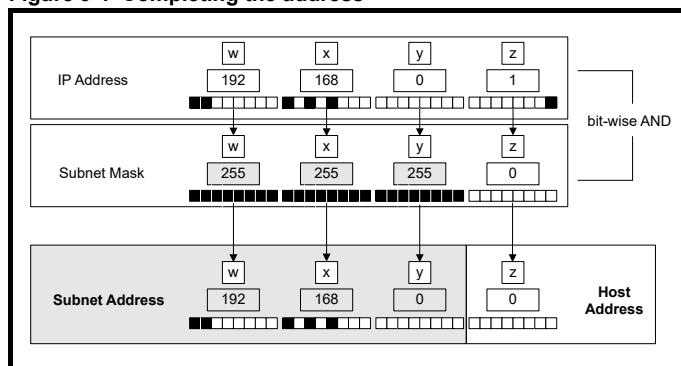 Figure 6-1 Completing the address
w x y z
IP Address 192 168 0 1
bit-wise AND
w x y z
Subnet Mask 255 255 255 0
w x y z
Subnet Address 192 168 0 0 Host Address